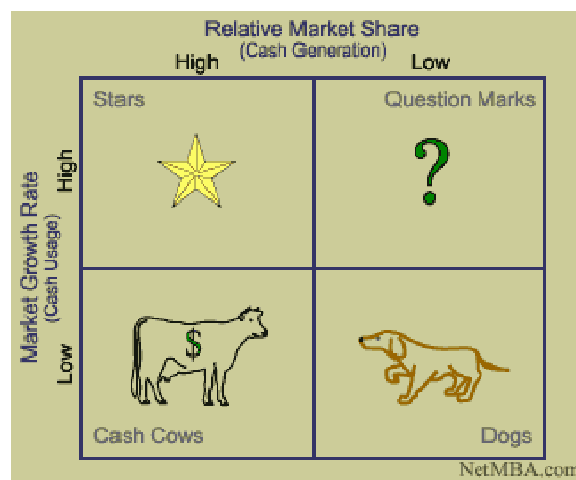 Relative Market Share
(Cash Generation)
High
Low
Stars
Question Marks
Market Growth Rate
(Cash Usage)
High
Low
?
$
Cash Cows
Dogs
NetMBA.com